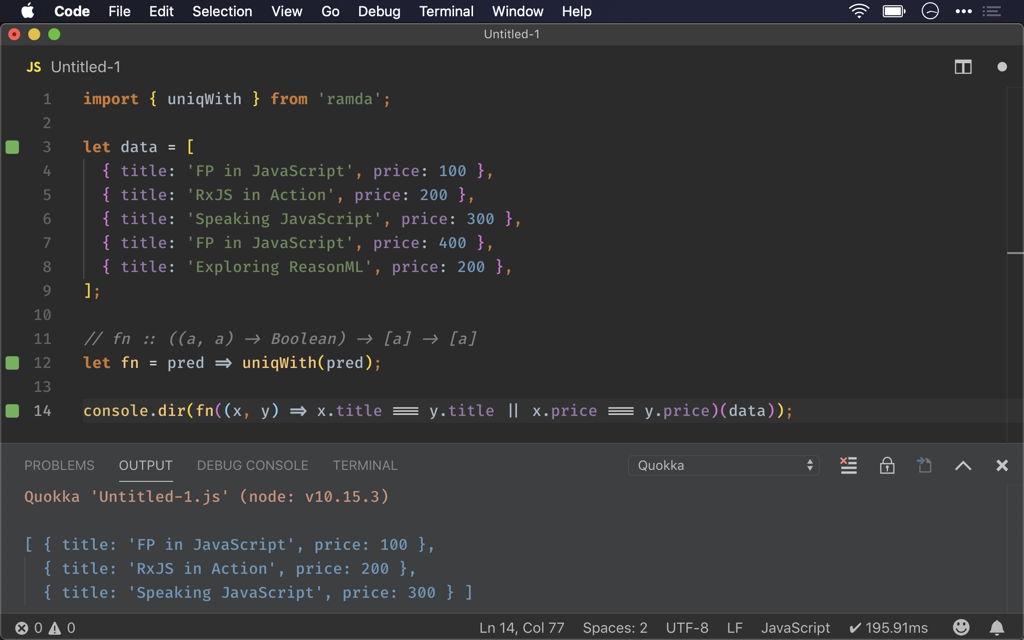 Code File Edit Selection View Go Debug Terminal Window Help
Untitled-1
JS Untitled-1
1 import { uniqWith } from 'ramda';
2
3 let data = [
4 { title: 'FP in JavaScript', price: 100 },
5 { title: 'RxJS in Action', price: 200 },
6 { title: 'Speaking JavaScript', price: 300 },
7 { title: 'FP in JavaScript', price: 400 },
8 { title: 'Exploring ReasonML', price: 200 },
9 ];
10
11 // fn :: ((a, a) → Boolean) → [a] → [a]
12 let fn = pred ⇒ uniqWith(pred);
13
14 console.dir(fn((x, y) ⇒ x.title ≡ y.title || x.price ≡ y.price)(data));
PROBLEMS OUTPUT DEBUG CONSOLE TERMINAL Quokka
Quokka 'Untitled-1.js' (node: v10.15.3)
[ { title: 'FP in JavaScript', price: 100 },
{ title: 'RxJS in Action', price: 200 },
{ title: 'Speaking JavaScript', price: 300 } ]
0 0 Ln 14, Col 77 Spaces: 2 UTF-8 LF JavaScript ✔ 195.91ms